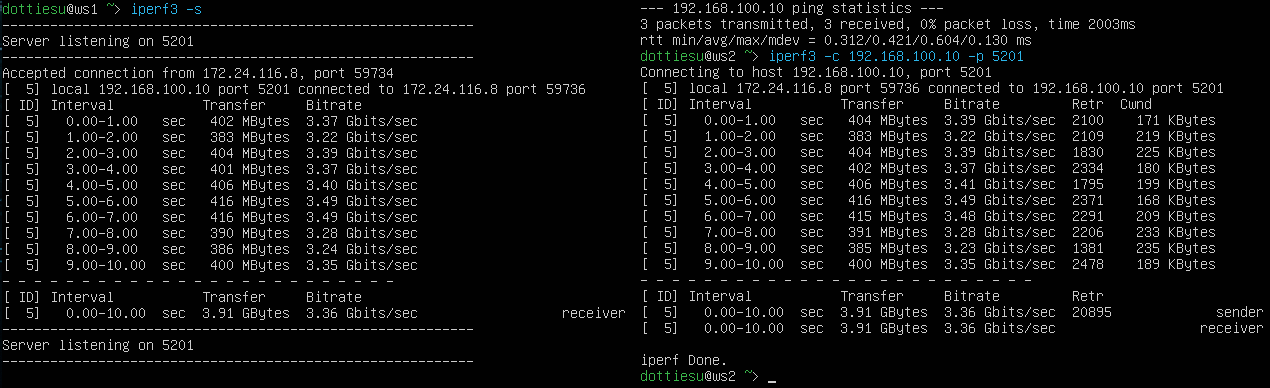 dottiesu@ws1 ~> iperf3 -s
-----------------------------------------------------------
Server listening on 5201
-----------------------------------------------------------
Accepted connection from 172.24.116.8, port 59734
[  5] local 192.168.100.10 port 5201 connected to 172.24.116.8 port 59736
[ ID] Interval           Transfer     Bitrate
[  5]   0.00-1.00   sec   402 MBytes  3.37 Gbits/sec
[  5]   1.00-2.00   sec   383 MBytes  3.22 Gbits/sec
[  5]   2.00-3.00   sec   404 MBytes  3.39 Gbits/sec
[  5]   3.00-4.00   sec   401 MBytes  3.37 Gbits/sec
[  5]   4.00-5.00   sec   406 MBytes  3.40 Gbits/sec
[  5]   5.00-6.00   sec   416 MBytes  3.49 Gbits/sec
[  5]   6.00-7.00   sec   416 MBytes  3.49 Gbits/sec
[  5]   7.00-8.00   sec   390 MBytes  3.28 Gbits/sec
[  5]   8.00-9.00   sec   386 MBytes  3.24 Gbits/sec
[  5]   9.00-10.00  sec   400 MBytes  3.35 Gbits/sec
- - - - - - - - - - - - - - - - - - - - - - - - -
[ ID] Interval           Transfer     Bitrate
[  5]   0.00-10.00  sec  3.91 GBytes  3.36 Gbits/sec                  receiver
-----------------------------------------------------------
Server listening on 5201
-----------------------------------------------------------
--- 192.168.100.10 ping statistics ---
3 packets transmitted, 3 received, 0% packet loss, time 2003ms
rtt min/avg/max/mdev = 0.312/0.421/0.604/0.130 ms
dottiesu@ws2 ~> iperf3 -c 192.168.100.10 -p 5201
Connecting to host 192.168.100.10, port 5201
[  5] local 172.24.116.8 port 59736 connected to 192.168.100.10 port 5201
[ ID] Interval           Transfer     Bitrate         Retr  Cwnd
[  5]   0.00-1.00   sec   404 MBytes  3.39 Gbits/sec  2100    171 KBytes
[  5]   1.00-2.00   sec   383 MBytes  3.22 Gbits/sec  2109    219 KBytes
[  5]   2.00-3.00   sec   404 MBytes  3.39 Gbits/sec  1830    225 KBytes
[  5]   3.00-4.00   sec   402 MBytes  3.37 Gbits/sec  2334    180 KBytes
[  5]   4.00-5.00   sec   406 MBytes  3.41 Gbits/sec  1795    199 KBytes
[  5]   5.00-6.00   sec   416 MBytes  3.49 Gbits/sec  2371    168 KBytes
[  5]   6.00-7.00   sec   415 MBytes  3.48 Gbits/sec  2291    209 KBytes
[  5]   7.00-8.00   sec   391 MBytes  3.28 Gbits/sec  2206    233 KBytes
[  5]   8.00-9.00   sec   385 MBytes  3.23 Gbits/sec  1381    235 KBytes
[  5]   9.00-10.00  sec   400 MBytes  3.35 Gbits/sec  2478    189 KBytes
- - - - - - - - - - - - - - - - - - - - - - - - -
[ ID] Interval           Transfer     Bitrate         Retr
[  5]   0.00-10.00  sec  3.91 GBytes  3.36 Gbits/sec  20895             sender
[  5]   0.00-10.00  sec  3.91 GBytes  3.36 Gbits/sec                  receiver
iperf Done.
dottiesu@ws2 ~> _